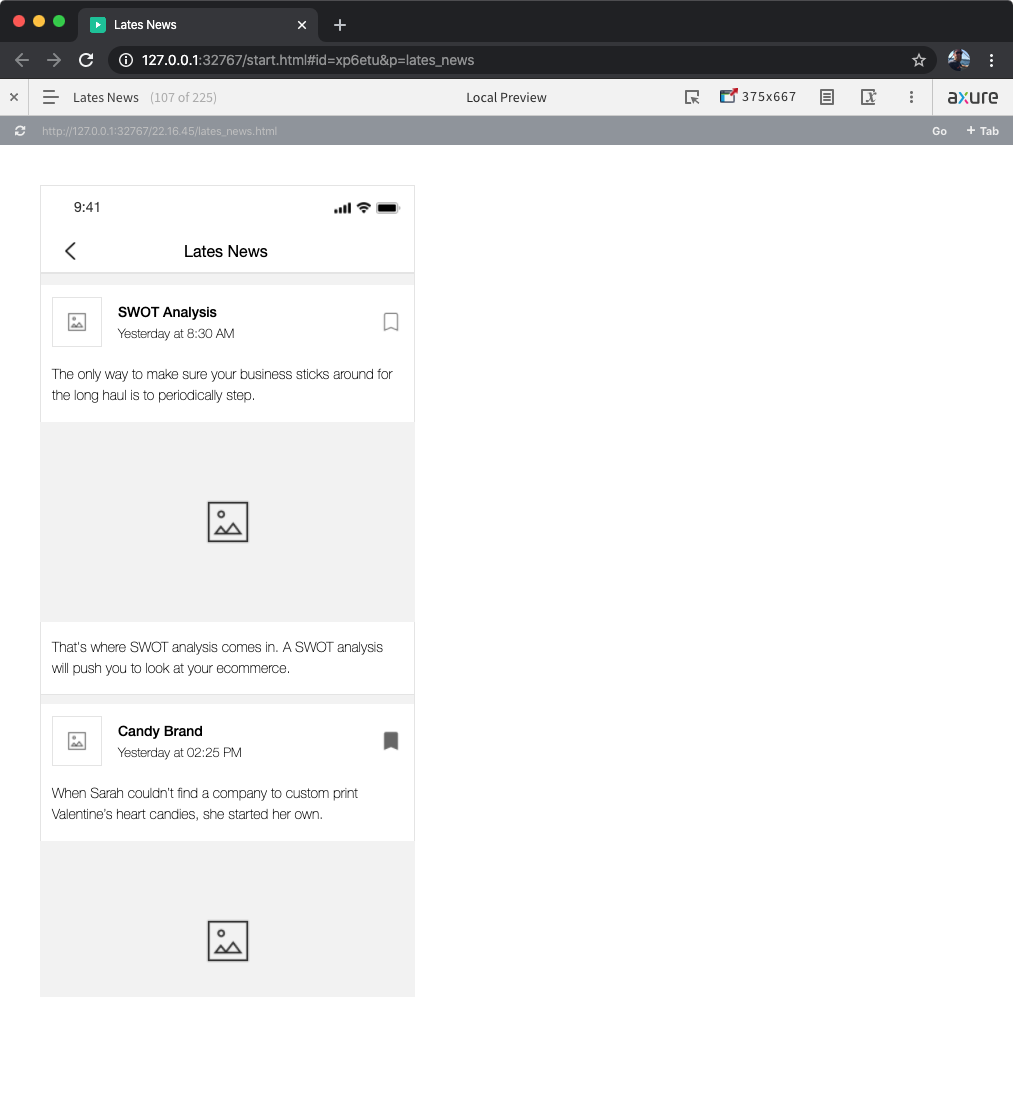 Lates News
127.0.0.1:32767/start.html#id=xp6etu&p=lates_news
Lates News (107 of 225) Local Preview 375x667 axure
http://127.0.0.1:32767/22.16.45/lates_news.html Go + Tab
9:41
Lates News
SWOT Analysis
Yesterday at 8:30 AM
The only way to make sure your business sticks around for
the long haul is to periodically step.
That's where SWOT analysis comes in. A SWOT analysis
will push you to look at your ecommerce.
Candy Brand
Yesterday at 02:25 PM
When Sarah couldn't find a company to custom print
Valentine's heart candies, she started her own.